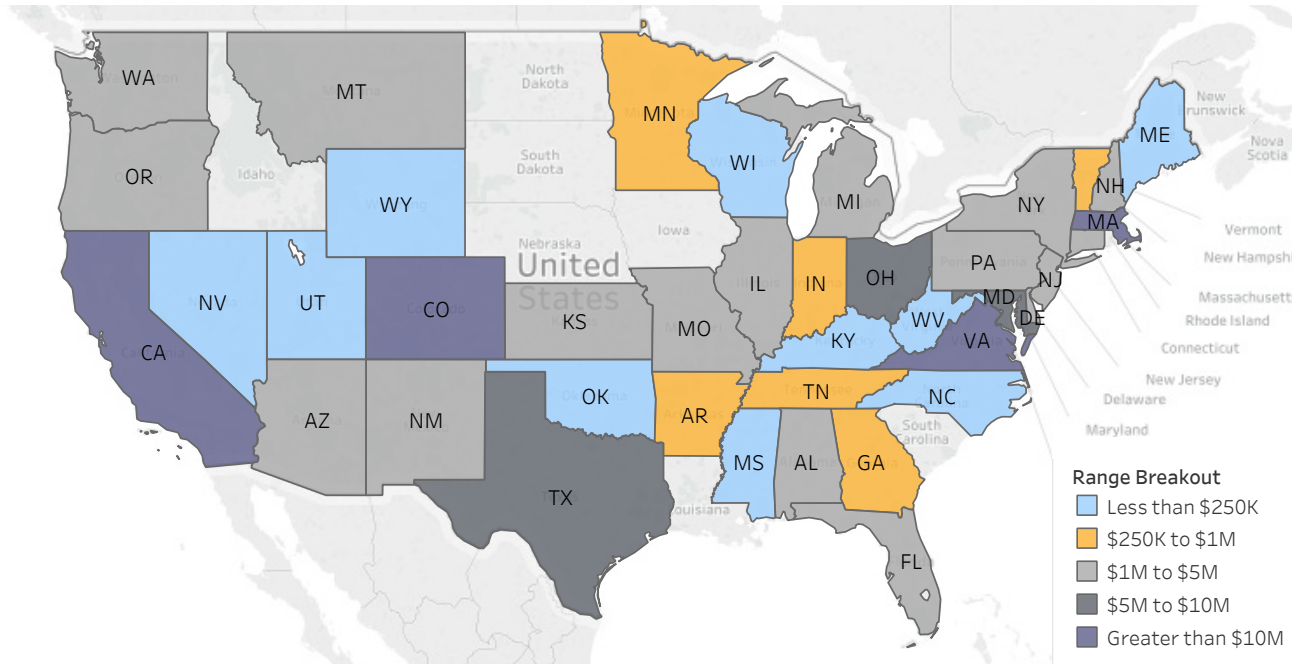 New
Brunswick
Nova
Scotia
North
Dakota
WA
MT
MN
ME
WI
South
Dakota
Idaho
OR
WY
MI
NY
NH
MA
Vermont
New Hampshi
Massachusett
Rhode Island
Connecticut
New Jersey
Delaware
Maryland
Nebraska
Iowa
United
States
PA
NJ
OH
MD
DE
IL
IN
WV
VA
NV
UT
CO
KS
MO
KY
CA
AZ
NM
OK
AR
TN
NC
South
Carolina
MS
AL
GA
TX
Louisiana
FL
Range Breakout
Less than $250K
$250K to $1M
$1M to $5M
$5M to $10M
Greater than $10M